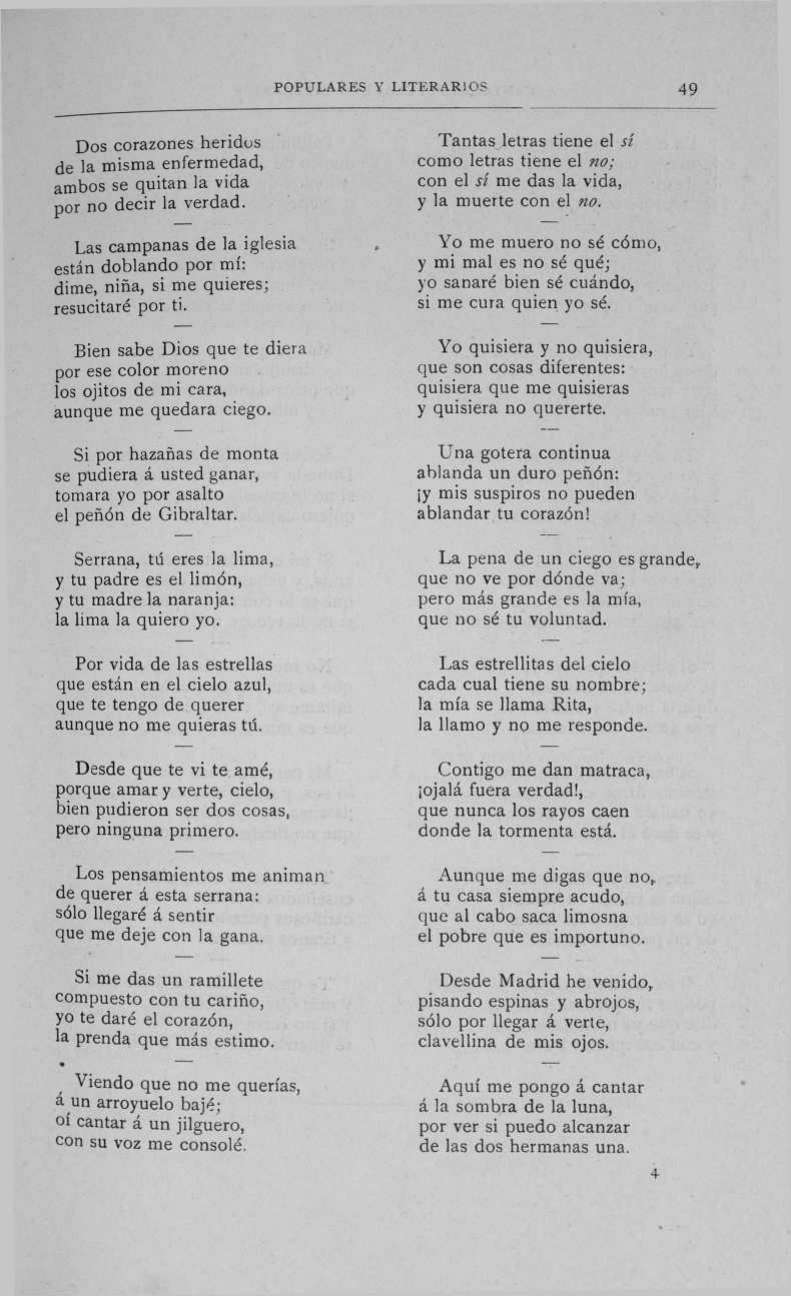 POPULARES Y LITERARIOS 49
Dos corazones heridos
de la misma enfermedad,
ambos se quitan la vida
por no decir la verdad.
—
Las campanas de la iglesia
están doblando por mí:
dime, niña, si me quieres;
resucitaré por ti.
—
Bien sabe Dios que te diera
por ese color moreno
los ojitos de mi cara,
aunque me quedara ciego.
—
Si por hazañas de monta
se pudiera á usted ganar,
tomara yo por asalto
el peñón de Gibraltar.
—
Serrana, tú eres la lima,
y tu padre es el limón,
y tu madre la naranja:
la lima la quiero yo.
—
Por vida de las estrellas
que están en el cielo azul,
que te tengo de querer
aunque no me quieras tú.
—
Desde que te vi te amé,
porque amar y verte, cielo,
bien pudieron ser dos cosas,
pero ninguna primero.
—
Los pensamientos me animan
de querer á esta serrana:
sólo llegaré á sentir
que me deje con la gana.
—
Si me das un ramillete
compuesto con tu cariño,
yo te daré el corazón,
la prenda que más estimo.
—
Viendo que no me querías,
á un arroyuelo bajé;
oí cantar á un jilguero,
con su voz me consolé.
Tantas letras tiene el sí
como letras tiene el no;
con el sí me das la vida,
y la muerte con el no.
—
Yo me muero no sé cómo,
y mi mal es no sé qué;
yo sanaré bien sé cuándo,
si me cura quien yo sé.
—
Yo quisiera y no quisiera,
que son cosas diferentes:
quisiera que me quisieras
y quisiera no quererte.
—
Una gotera continua
ablanda un duro peñón:
¡y mis suspiros no pueden
ablandar tu corazón!
—
La pena de un ciego es grande,
que no ve por dónde va;
pero más grande es la mía,
que no sé tu voluntad.
—
Las estrellitas del cielo
cada cual tiene su nombre;
la mía se llama Rita,
la llamo y no me responde.
—
Contigo me dan matraca,
¡ojalá fuera verdad!,
que nunca los rayos caen
donde la tormenta está.
—
Aunque me digas que no,
á tu casa siempre acudo,
que al cabo saca limosna
el pobre que es importuno.
—
Desde Madrid he venido,
pisando espinas y abrojos,
sólo por llegar á verte,
clavellina de mis ojos.
—
Aquí me pongo á cantar
á la sombra de la luna,
por ver si puedo alcanzar
de las dos hermanas una.
4